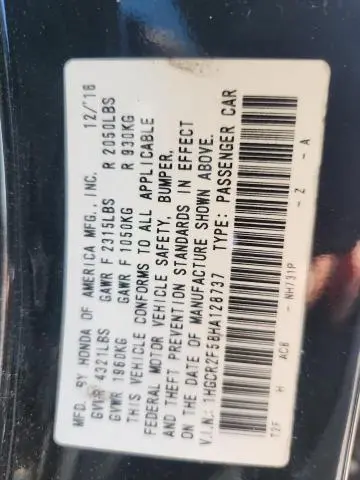 MFD. BY HONDA OF AMERICA MFG., INC. 12/'16
GVWR 4321LBS GAWR F 2315LBS R 2050LBS
GVWR 1960KG GAWR F 1050KG R 930KG
THIS VEHICLE CONFORMS TO ALL APPLICABLE
FEDERAL MOTOR VEHICLE SAFETY, BUMPER,
AND THEFT PREVENTION STANDARDS IN EFFECT
ON THE DATE OF MANUFACTURE SHOWN ABOVE.
V.I.N.: 1HGCR2F58HA128737 TYPE: PASSENGER CAR
T2F H AC8 NH731P - Z - A